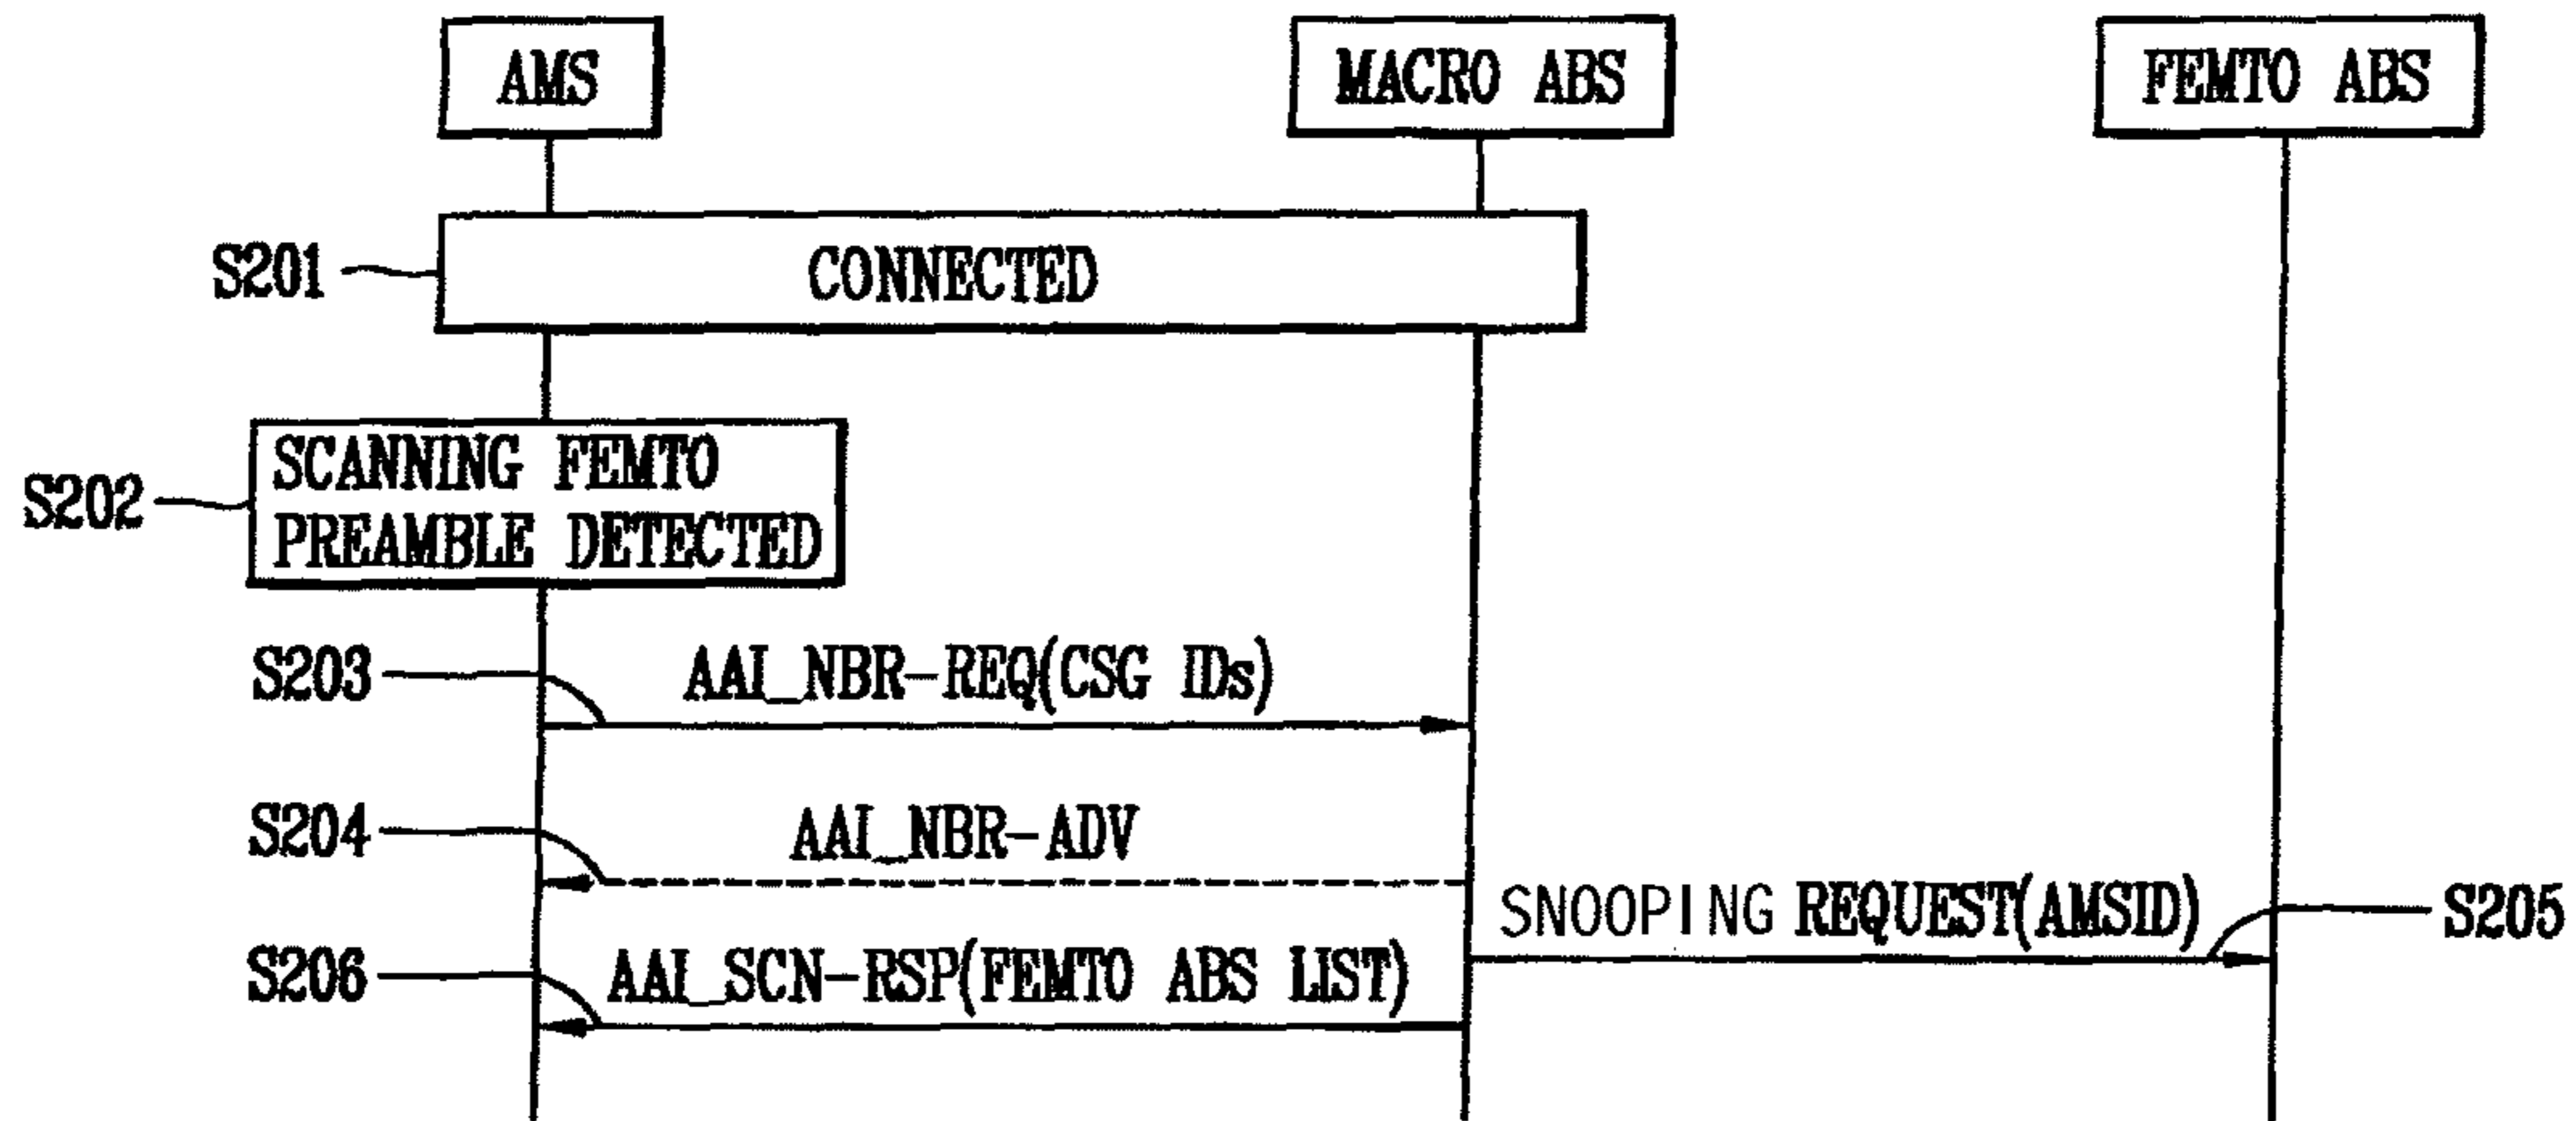 AMS
MACRO ABS
FEMTO ABS
S201
CONNECTED
S202
SCANNING FEMTO
PREAMBLE DETECTED
S203
AAI_NBR-REQ(CSG IDs)
S204
AAI_NBR-ADV
SNOOPING REQUEST(AMSID)
S205
S206
AAI_SCN-RSP(FEMTO ABS LIST)